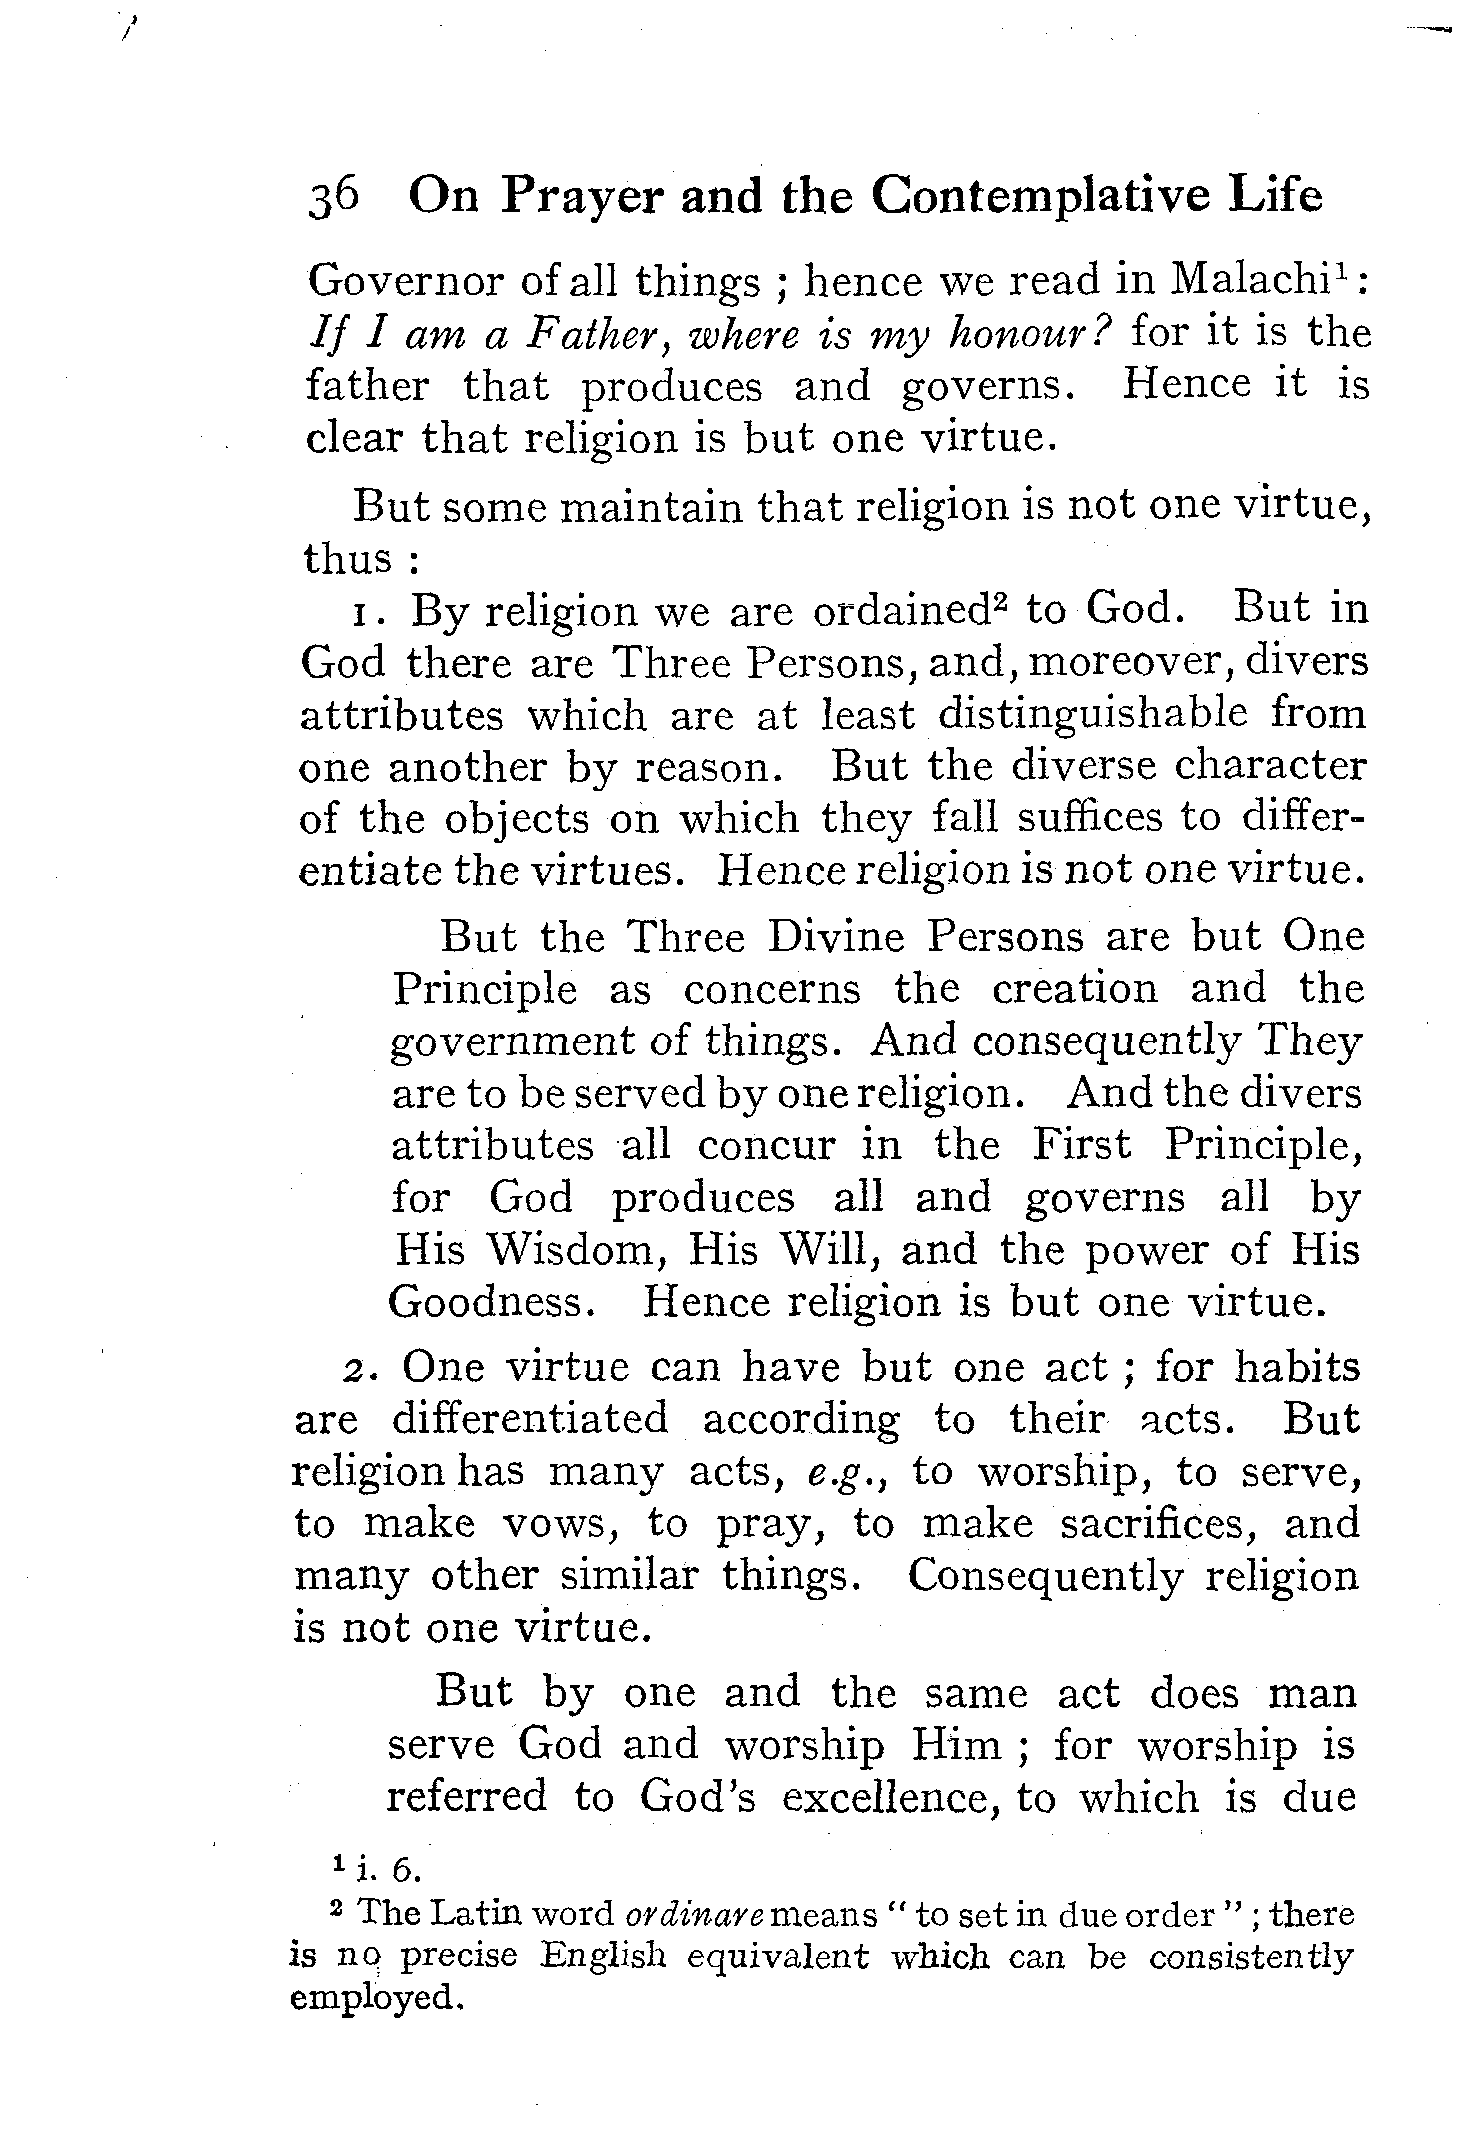 36 On Prayer and the Contemplative Life
Governor of all things ; hence we read in Malachi¹ :
If I am a Father, where is my honour? for it is the
father that produces and governs. Hence it is
clear that religion is but one virtue.
But some maintain that religion is not one virtue,
thus :
1. By religion we are ordained² to God. But in
God there are Three Persons, and, moreover, divers
attributes which are at least distinguishable from
one another by reason. But the diverse character
of the objects on which they fall suffices to differ-
entiate the virtues. Hence religion is not one virtue.
But the Three Divine Persons are but One
Principle as concerns the creation and the
government of things. And consequently They
are to be served by one religion. And the divers
attributes all concur in the First Principle,
for God produces all and governs all by
His Wisdom, His Will, and the power of His
Goodness. Hence religion is but one virtue.
2. One virtue can have but one act ; for habits
are differentiated according to their acts. But
religion has many acts, e.g., to worship, to serve,
to make vows, to pray, to make sacrifices, and
many other similar things. Consequently religion
is not one virtue.
But by one and the same act does man
serve God and worship Him ; for worship is
referred to God's excellence, to which is due
¹ i. 6.
² The Latin word ordinare means " to set in due order " ; there
is no precise English equivalent which can be consistently
employed.